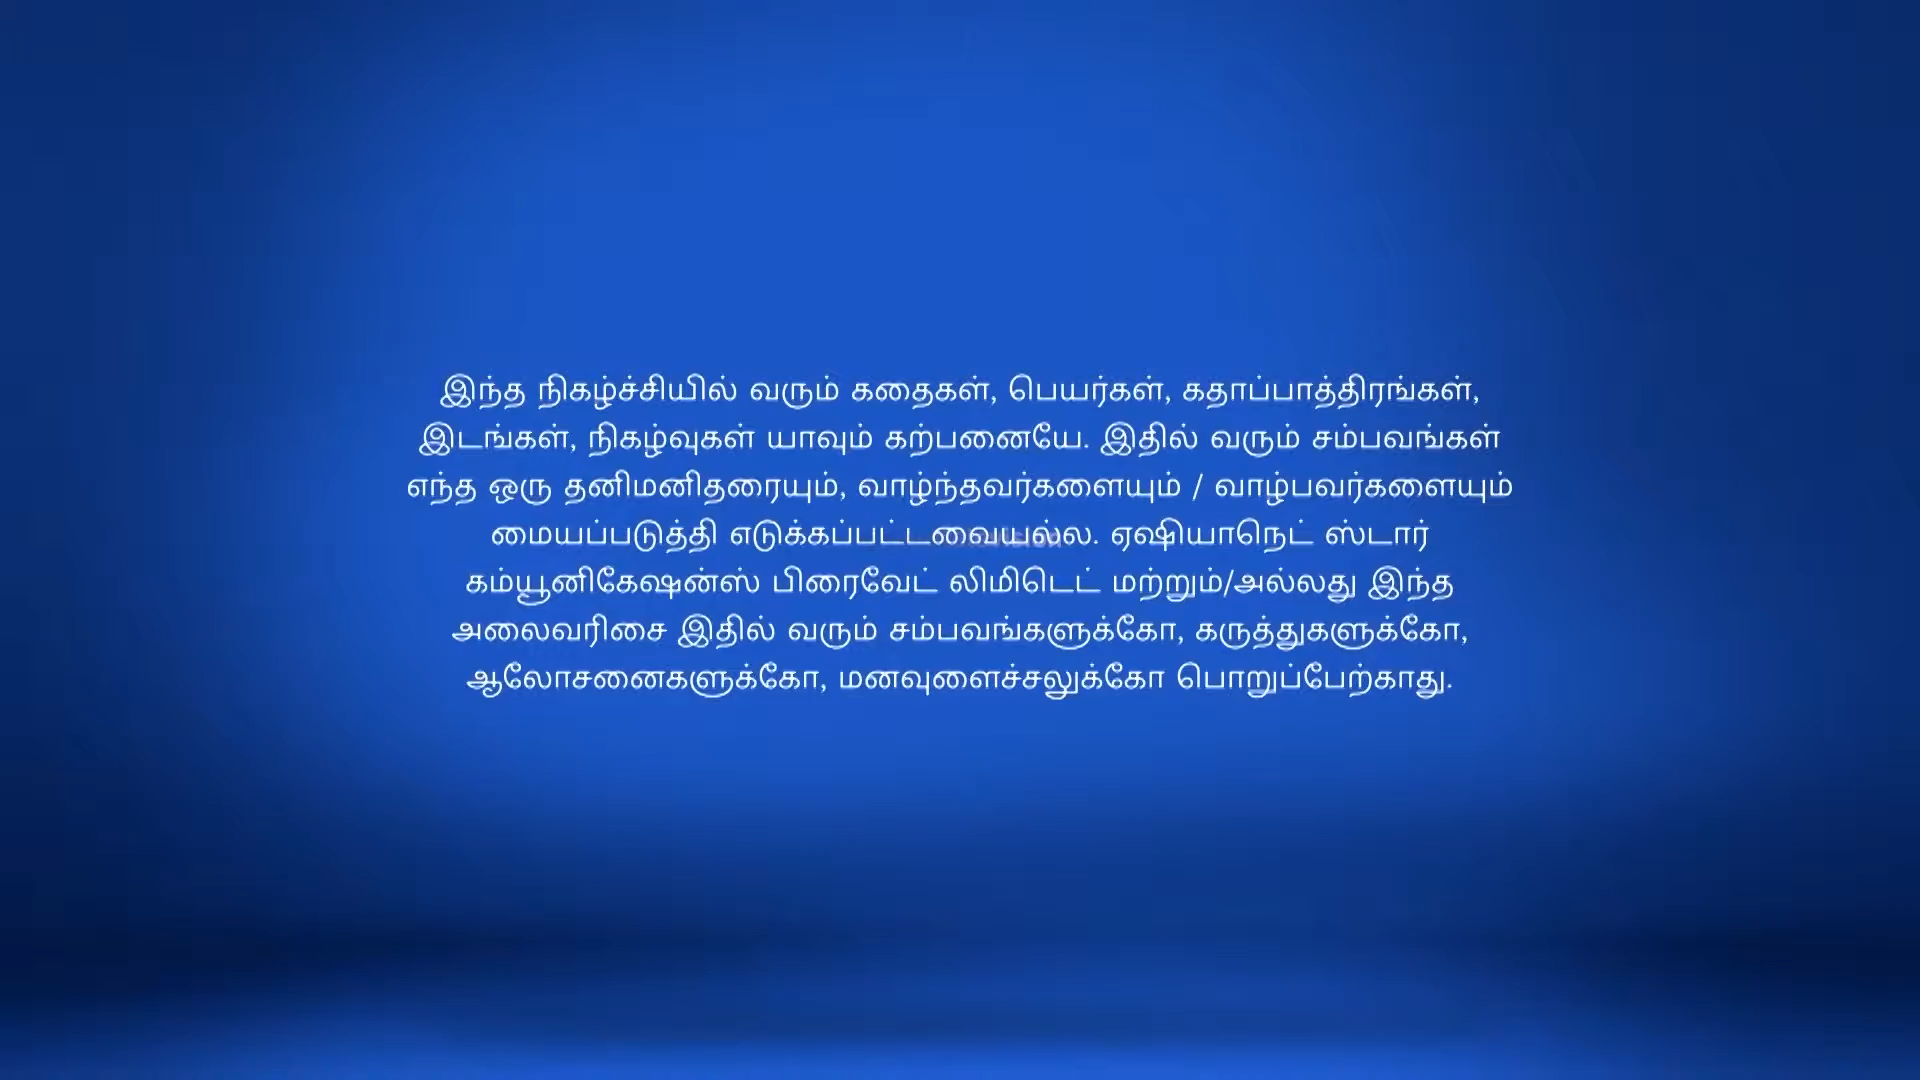 இந்த நிகழ்ச்சியில் வரும் கதைகள், பெயர்கள், கதாப்பாத்திரங்கள்,
இடங்கள், நிகழ்வுகள் யாவும் கற்பனையே. இதில் வரும் சம்பவங்கள்
எந்த ஒரு தனிமனிதரையும், வாழ்ந்தவர்களையும் / வாழ்பவர்களையும்
மையப்படுத்தி எடுக்கப்பட்டவையல்ல. ஏஷியாநெட் ஸ்டார்
கம்யூனிகேஷன்ஸ் பிரைவேட் லிமிடெட் மற்றும்/அல்லது இந்த
அலைவரிசை இதில் வரும் சம்பவங்களுக்கோ, கருத்துகளுக்கோ,
ஆலோசனைகளுக்கோ, மனவுளைச்சலுக்கோ பொறுப்பேற்காது.